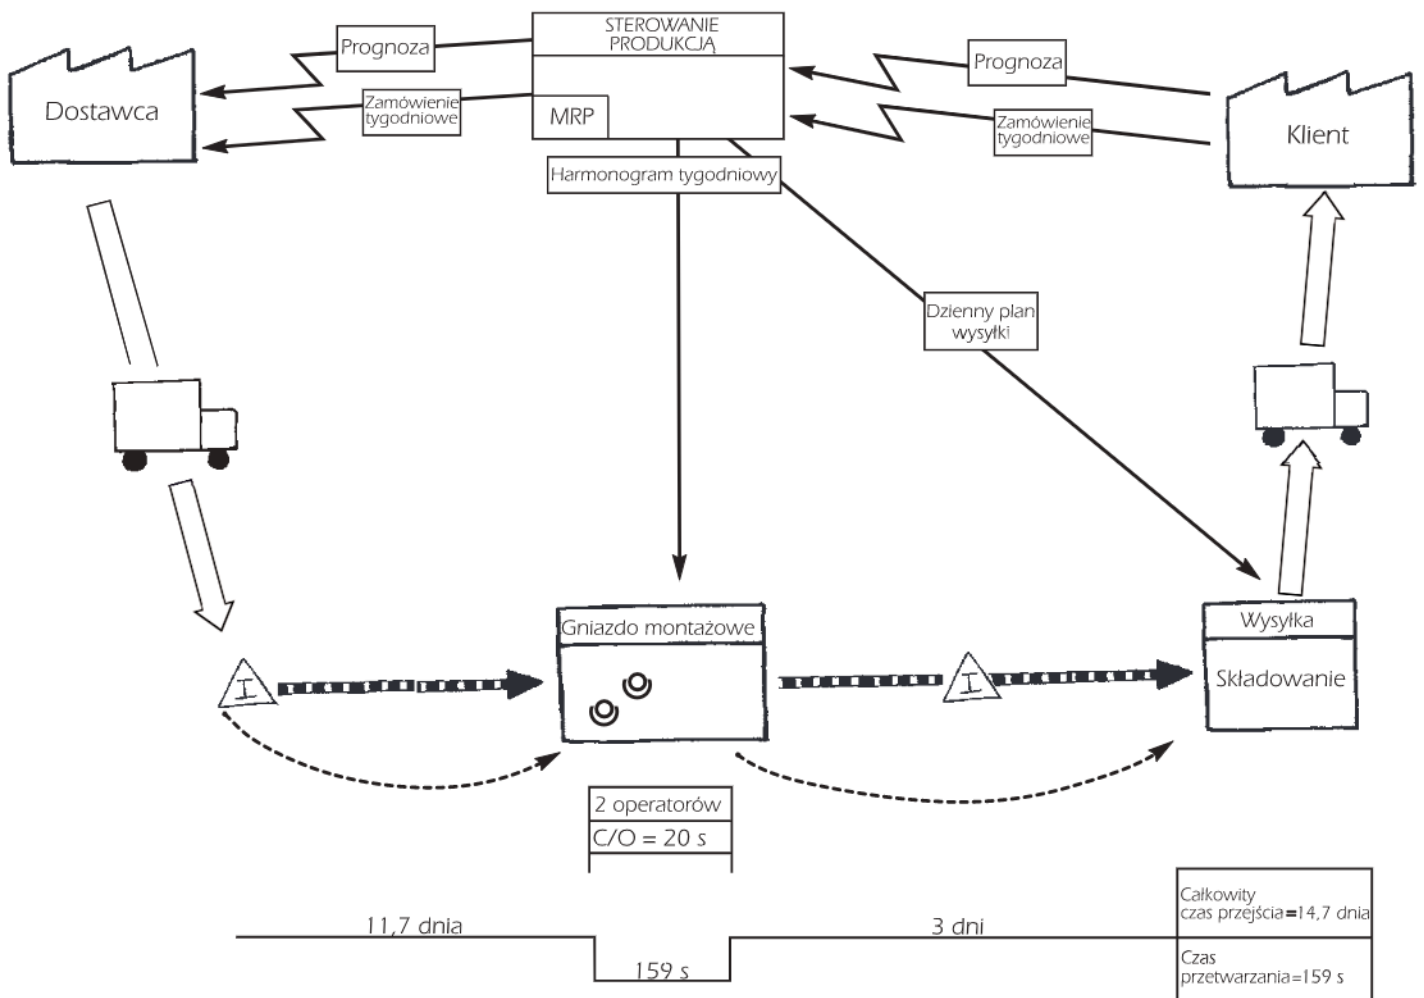 STEROWANIE
PRODUKCJĄ
MRP
Prognoza
Zamówienie
tygodniowe
Dostawca
Prognoza
Zamówienie
tygodniowe
Klient
Harmonogram tygodniowy
Dzienny plan
wysyłki
I
Gniazdo montażowe
I
Wysyłka
Składowanie
2 operatorów
C/O = 20 s
11,7 dnia
159 s
3 dni
Całkowity
czas przejścia=14,7 dnia
Czas
przetwarzania=159 s